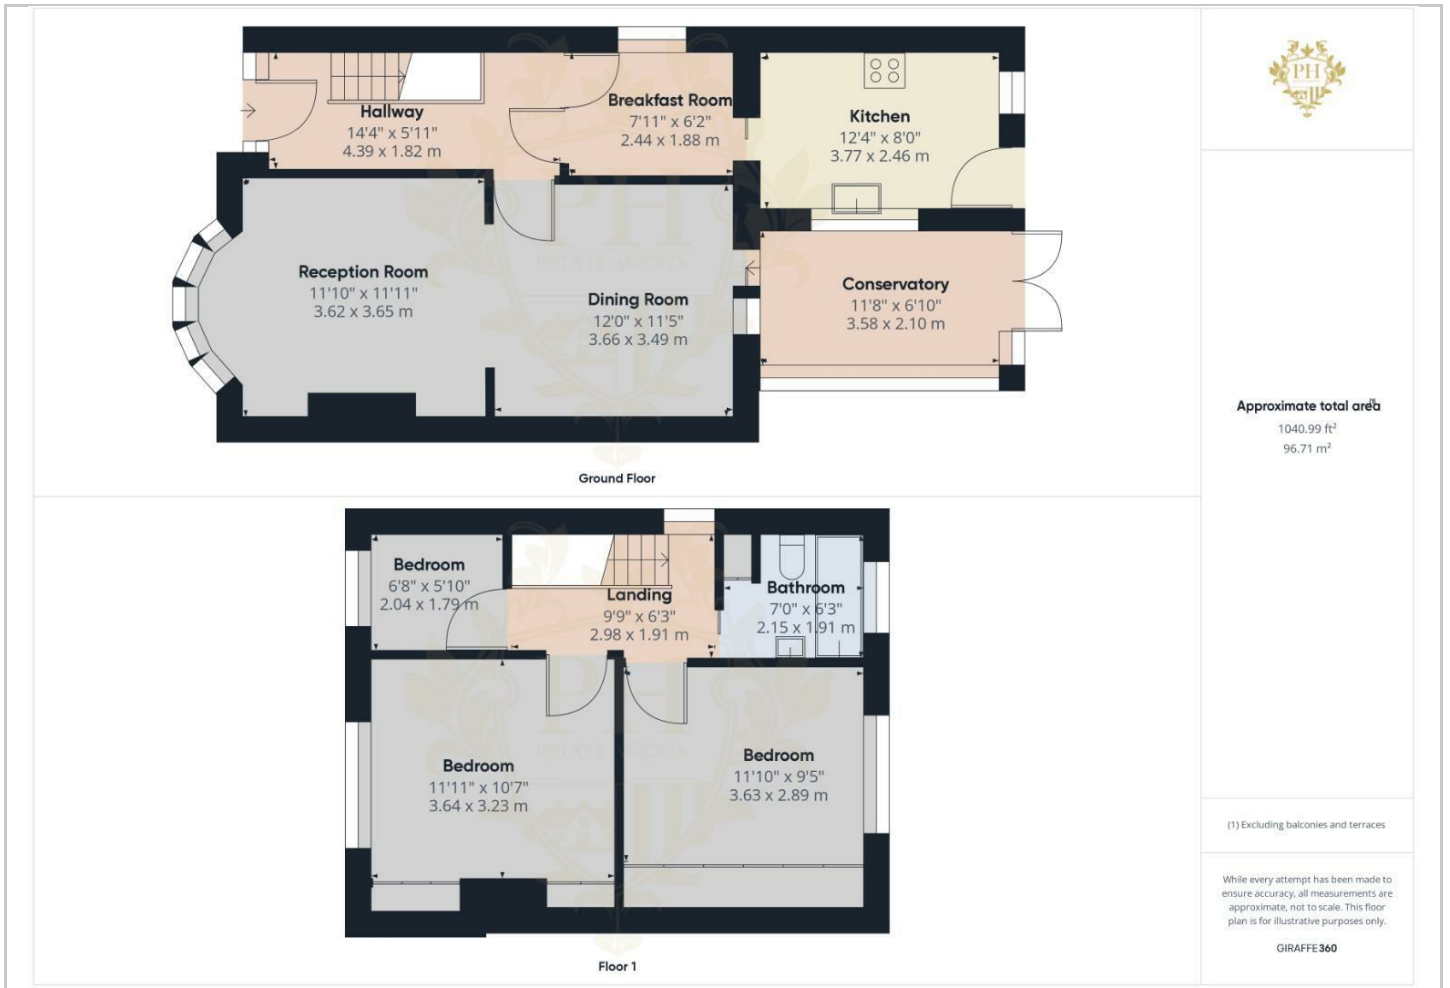 Hallway
14'4" x 5'11"
4.39 x 1.82 m
Breakfast Room
7'11" x 6'2"
2.44 x 1.88 m
Kitchen
12'4" x 8'0"
3.77 x 2.46 m
Reception Room
11'10" x 11'11"
3.62 x 3.65 m
Dining Room
12'0" x 11'5"
3.66 x 3.49 m
Conservatory
11'8" x 6'10"
3.58 x 2.10 m
PH
ESTATE AGENTS
Ground Floor
Bedroom
6'8" x 5'10"
2.04 x 1.79 m
Landing
9'9" x 6'3"
2.98 x 1.91 m
Bathroom
7'0" x 6'3"
2.15 x 1.91 m
Bedroom
11'11" x 10'7"
3.64 x 3.23 m
Bedroom
11'10" x 9'5"
3.63 x 2.89 m
PH
ESTATE AGENTS
Floor 1
PH
Approximate total area
1040.99 ft²
96.71 m²
(1) Excluding balconies and terraces
While every attempt has been made to
ensure accuracy, all measurements are
approximate, not to scale. This floor
plan is for illustrative purposes only.
GIRAFFE360